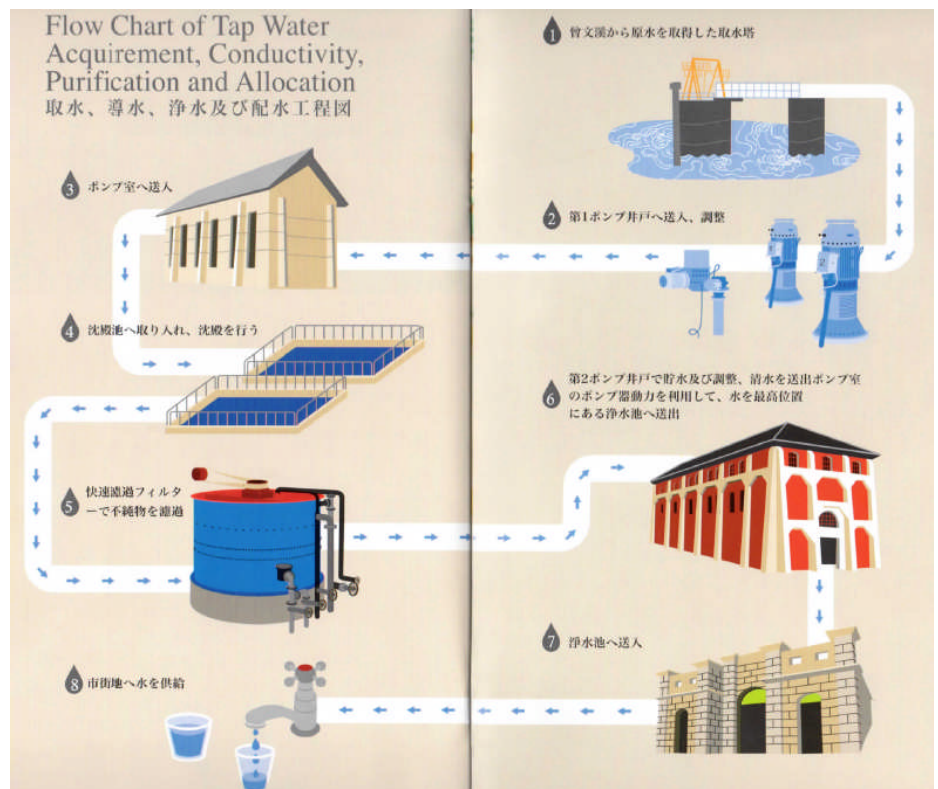 Flow Chart of Tap Water
Acquirement, Conductivity,
Purification and Allocation
取水、導水、浄水及び配水工程図
1 曾文溪から原水を取得した取水塔
2 第1ポンプ井戸へ送入、調整
3 ポンプ室へ送入
4 沈殿池へ取り入れ、沈殿を行う
5 快速濾過フィルタ
ーで不純物を濾過
6 第2ポンプ井戸で貯水及び調整、清水を送出ポンプ室
のポンプ器動力を利用して、水を最高位置
にある浄水池へ送出
7 淨水池へ送入
8 市街地へ水を供給